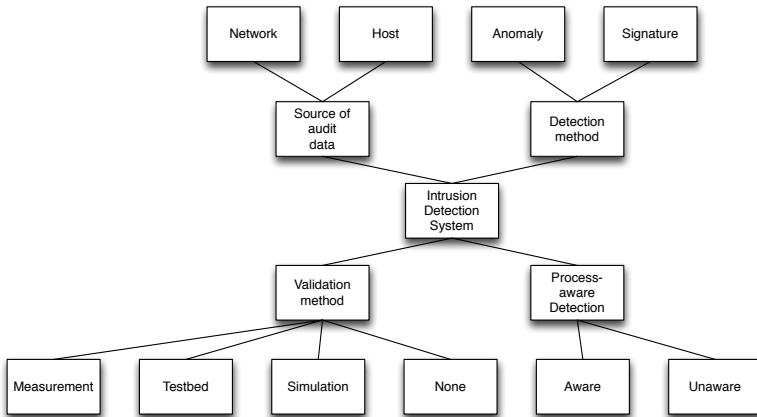 Network
Host
Anomaly
Signature
Source of
audit
data
Detection
method
Intrusion
Detection
System
Validation
method
Process-
aware
Detection
Measurement
Testbed
Simulation
None
Aware
Unaware